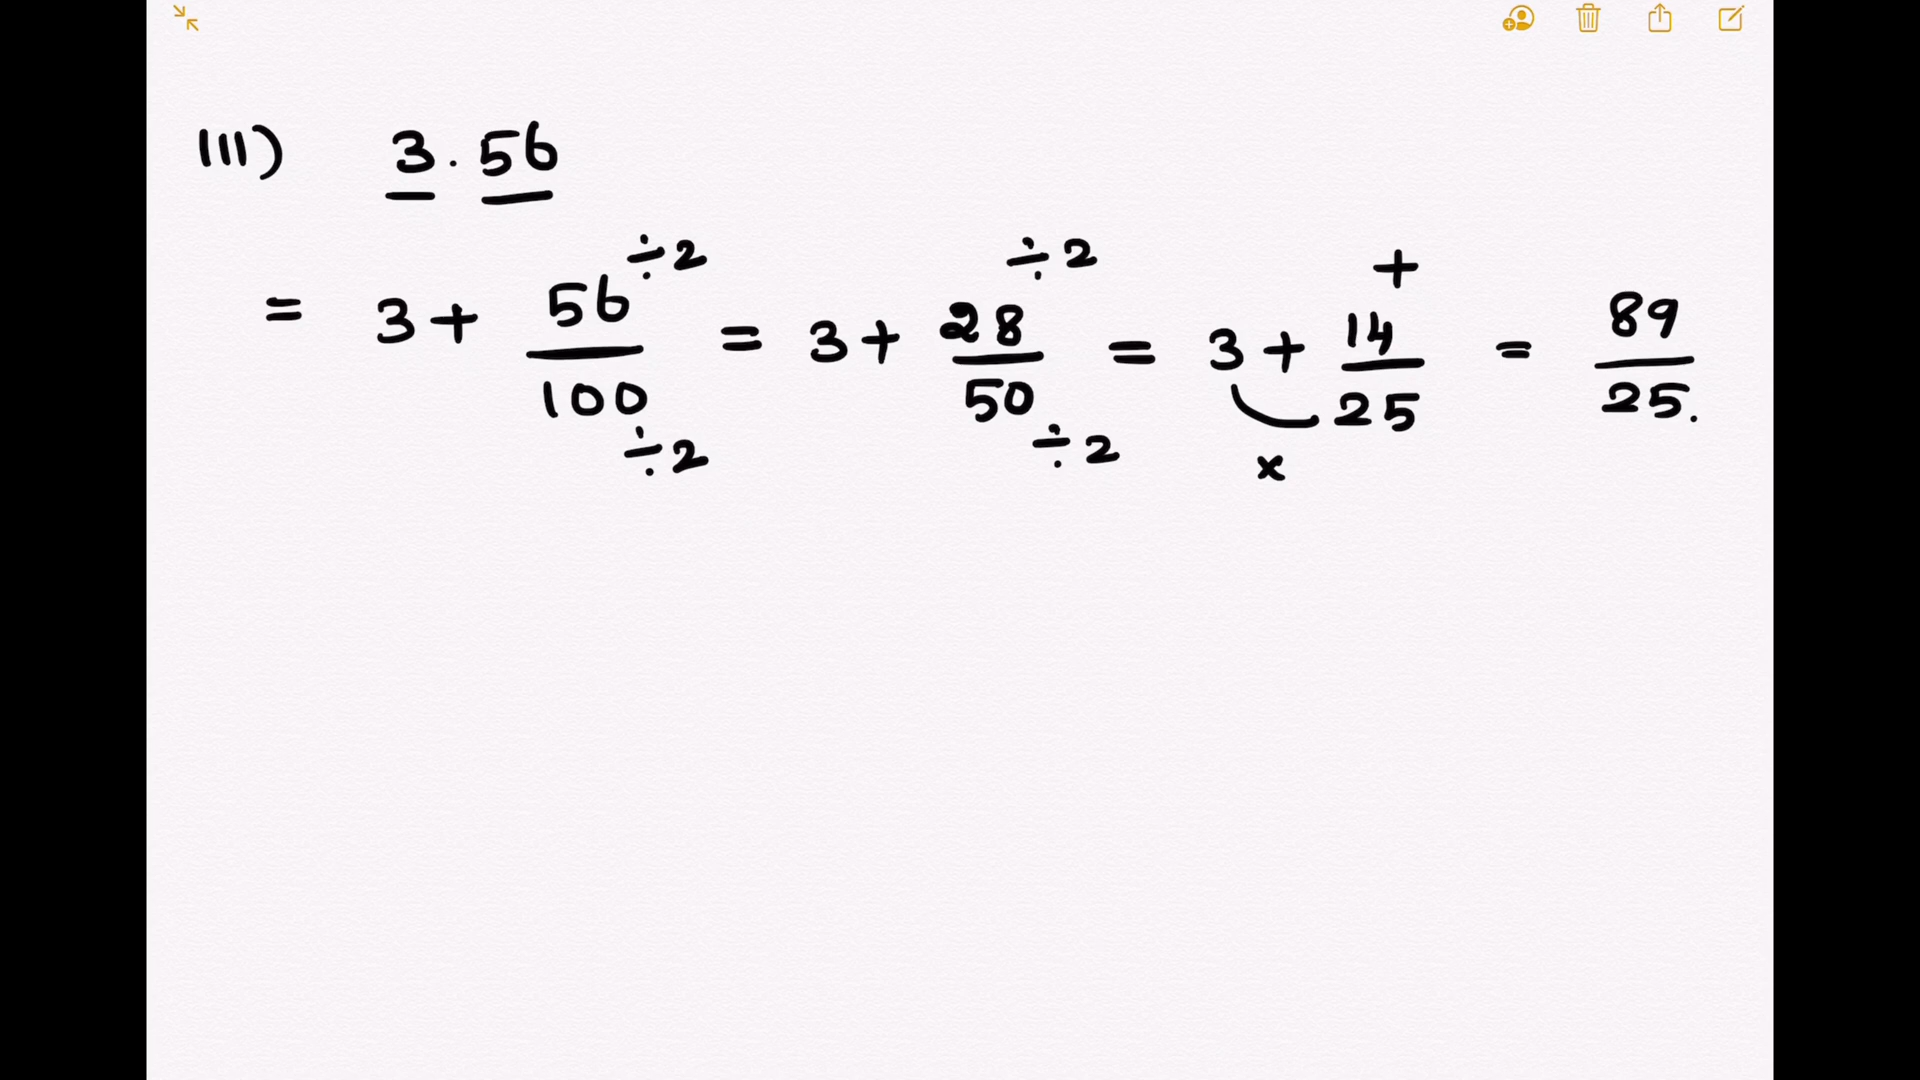 III) 3.56
= 3 + 56÷2/100÷2 = 3 + 28÷2/50÷2 = 3 + × 14/25 + = 89/25.